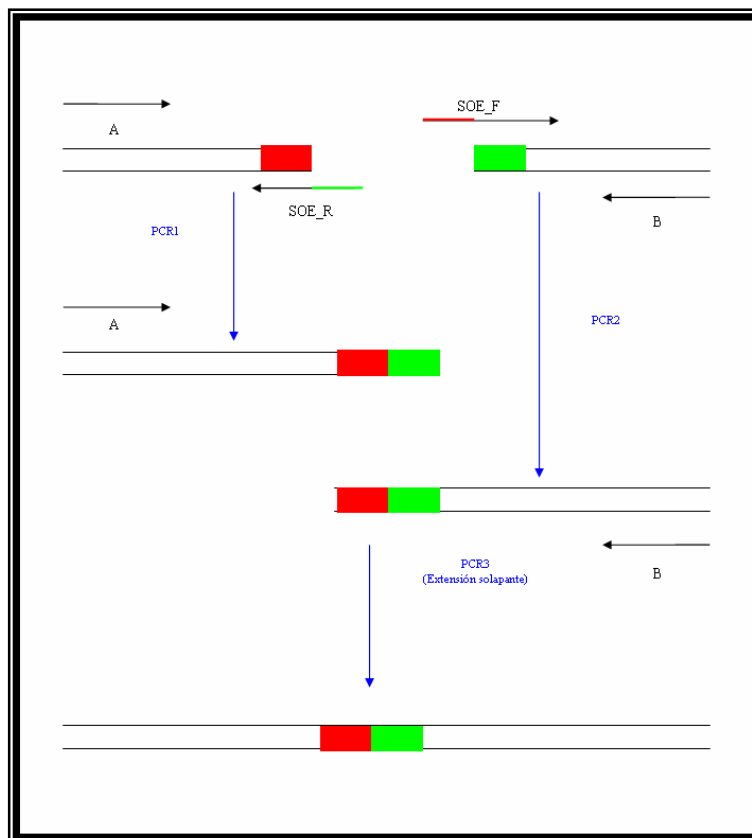 SOE_F
A
SOE_R
B
PCR1
A
PCR2
PCR3
(Extensión solapante)
B